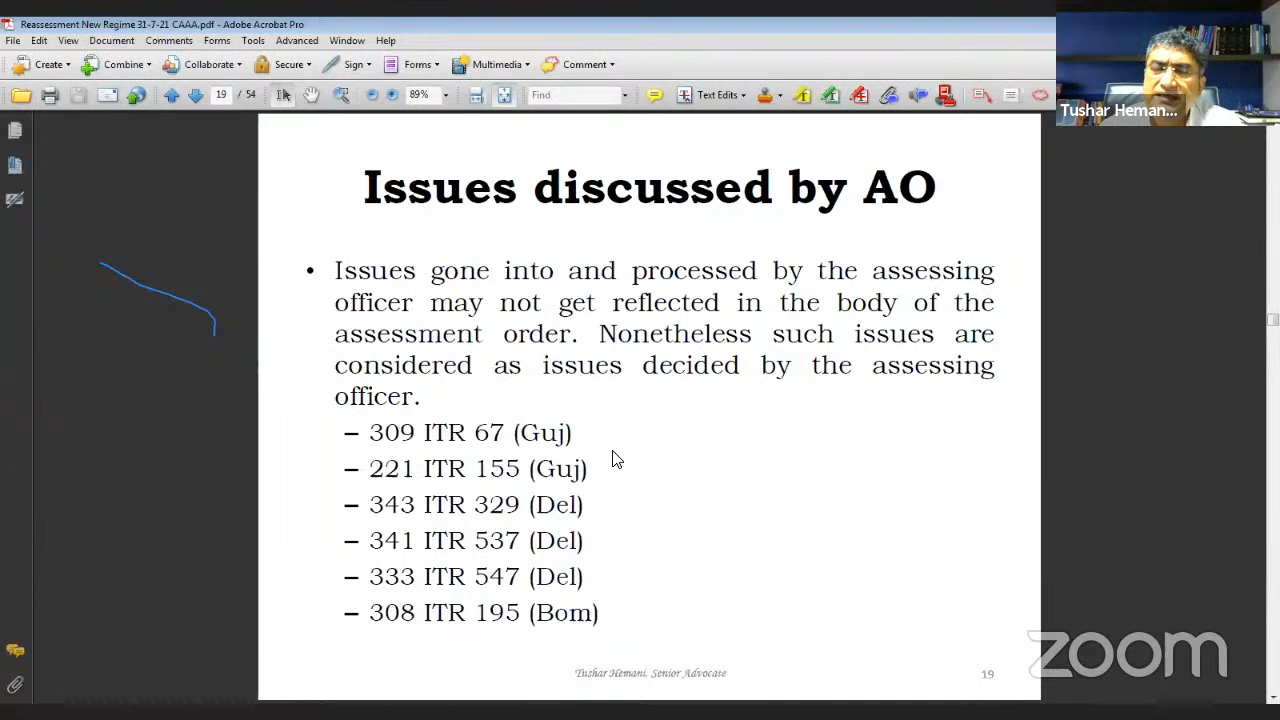 Reassessment New Regime 31-7-21 CAAA.pdf - Adobe Acrobat Pro
File Edit View Document Comments Forms Tools Advanced Window Help
Create Combine Collaborate Secure Sign Forms Multimedia Comment
19 / 54 89% Find Text Edits
Tushar Heman...
Issues discussed by AO
• Issues gone into and processed by the assessing
officer may not get reflected in the body of the
assessment order. Nonetheless such issues are
considered as issues decided by the assessing
officer.
– 309 ITR 67 (Guj)
– 221 ITR 155 (Guj)
– 343 ITR 329 (Del)
– 341 ITR 537 (Del)
– 333 ITR 547 (Del)
– 308 ITR 195 (Bom)
Tushar Hemani, Senior Advocate
19
zoom